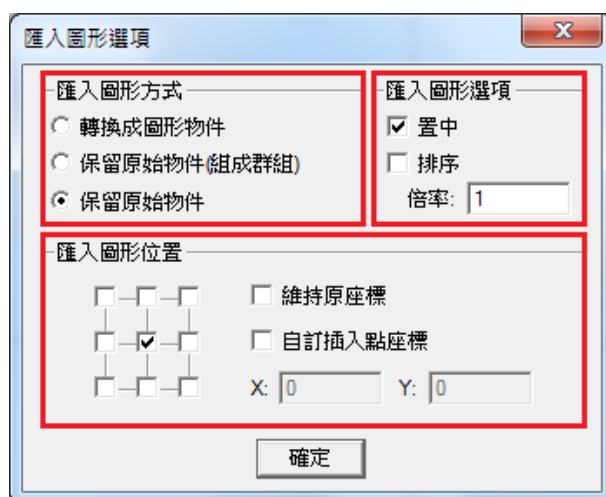 匯入圖形選項
匯入圖形方式
轉換成圖形物件
保留原始物件(組成群組)
保留原始物件
匯入圖形選項
置中
排序
倍率: 1
匯入圖形位置
維持原座標
自訂插入點座標
X: 0 Y: 0
確定